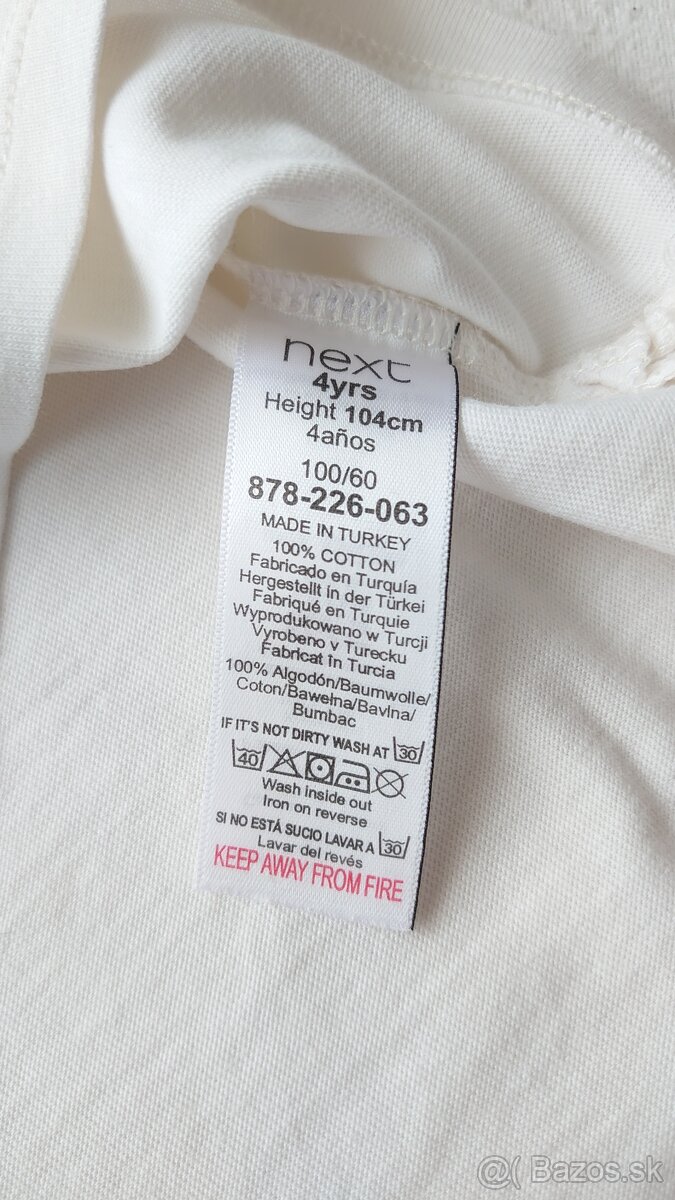 next
4yrs
Height 104cm
4años
100/60
878-226-063
MADE IN TURKEY
100% COTTON
Fabricado en Turquía
Hergestellt in der Türkei
Fabriqué en Turquie
Wyprodukowano w Turcji
Vyrobeno v Turecku
Fabricat în Turcia
100% Algodón/Baumwolle/
Coton/Bawełna/Bavlna/
Bumbac
IF IT'S NOT DIRTY WASH AT 30
40
Wash inside out
Iron on reverse
SI NO ESTÁ SUCIO LAVAR A 30
Lavar del revés
KEEP AWAY FROM FIRE
@( Bazos.sk